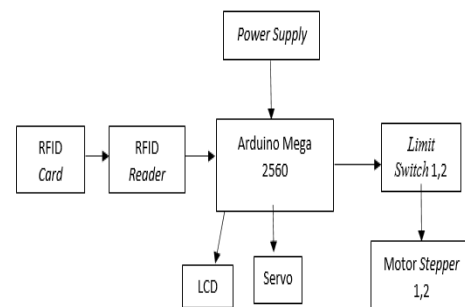 Power Supply
RFID
Card
RFID
Reader
Arduino Mega
2560
Limit
Switch 1,2
LCD
Servo
Motor Stepper
1,2